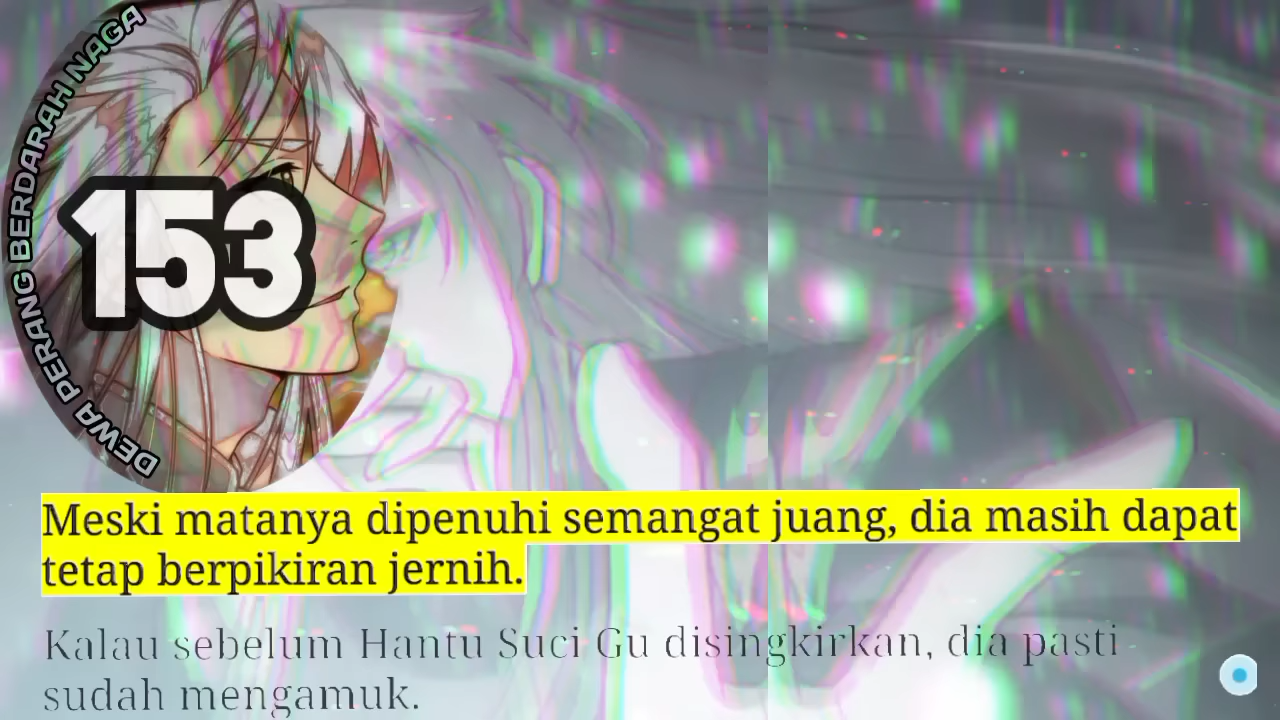 DEWA PERANG BERDARAH NAGA
153
Meski matanya dipenuhi semangat juang, dia masih dapat
tetap berpikiran jernih.
Kalau sebelum Hantu Suci Gu disingkirkan, dia pasti
sudah mengamuk.